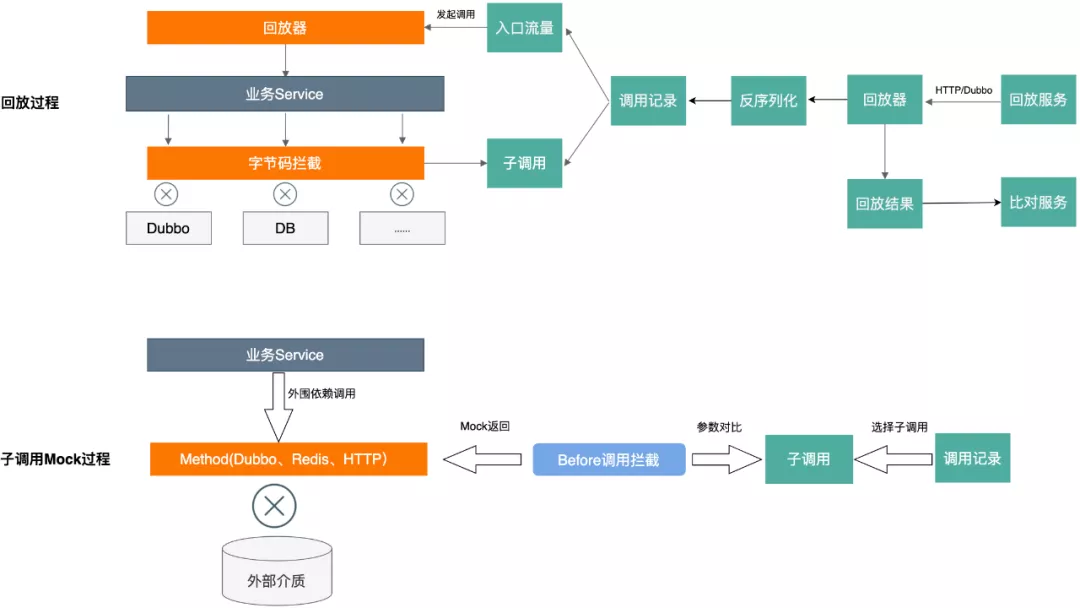 回放过程
回放器
发起调用
入口流量
业务Service
字节码拦截
子调用
Dubbo
DB
......
调用记录
反序列化
回放器
HTTP/Dubbo
回放服务
回放结果
比对服务
子调用Mock过程
业务Service
外围依赖调用
Method(Dubbo、Redis、HTTP)
Mock返回
Before调用拦截
参数对比
子调用
选择子调用
调用记录
外部介质